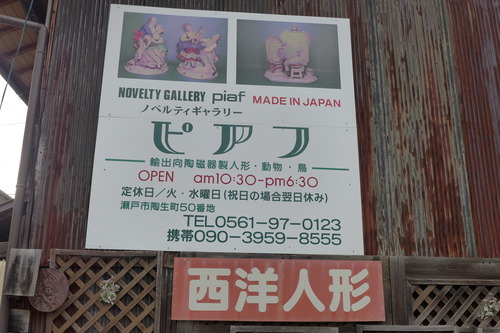 NOVELTY GALLERY piaf MADE IN JAPAN
ノベルティギャラリー
ピアフ
輸出向陶磁器製人形・動物・鳥
OPEN am10:30-pm6:30
定休日／火・水曜日(祝日の場合翌日休み)
瀬戸市陶生町50番地
TEL0561-97-0123
携帯090-3959-8555
西洋人形